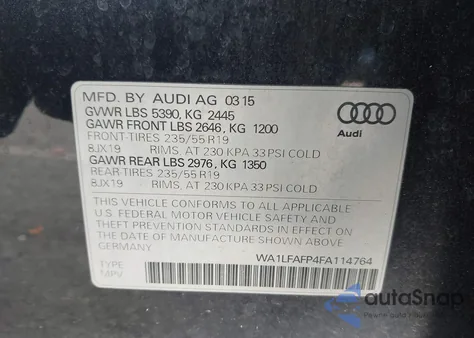 MFD. BY AUDI AG 03 15
GVWR LBS 5390, KG 2445
GAWR FRONT LBS 2646, KG 1200
FRONT-TIRES 235/55 R19
8JX19 RIMS, AT 230 KPA 33 PSI COLD
GAWR REAR LBS 2976, KG 1350
REAR-TIRES 235/55 R19
8JX19 RIMS, AT 230 KPA 33 PSI COLD
Audi
THIS VEHICLE CONFORMS TO ALL APPLICABLE
U.S. FEDERAL MOTOR VEHICLE SAFETY AND
THEFT PREVENTION STANDARDS IN EFFECT ON
THE DATE OF MANUFACTURE SHOWN ABOVE
GERMANY
WA1LFAFP4FA114764
TYPE
MPV
autaSnap